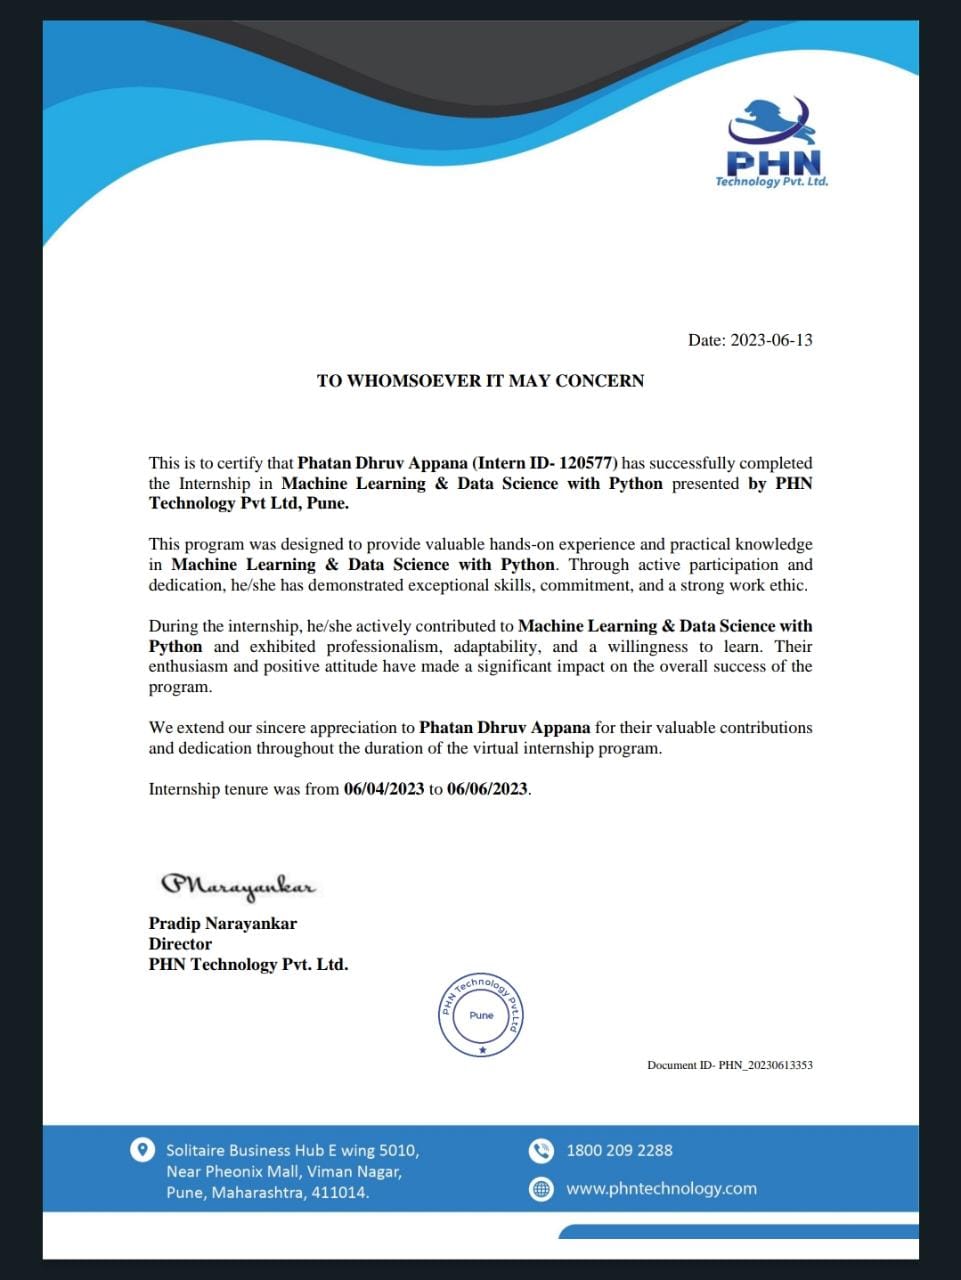 PHN
Technology Pvt. Ltd.
Date: 2023-06-13
TO WHOMSOEVER IT MAY CONCERN
This is to certify that Phatan Dhruv Appana (Intern ID- 120577) has successfully completed
the Internship in Machine Learning & Data Science with Python presented by PHN
Technology Pvt Ltd, Pune.
This program was designed to provide valuable hands-on experience and practical knowledge
in Machine Learning & Data Science with Python. Through active participation and
dedication, he/she has demonstrated exceptional skills, commitment, and a strong work ethic.
During the internship, he/she actively contributed to Machine Learning & Data Science with
Python and exhibited professionalism, adaptability, and a willingness to learn. Their
enthusiasm and positive attitude have made a significant impact on the overall success of the
program.
We extend our sincere appreciation to Phatan Dhruv Appana for their valuable contributions
and dedication throughout the duration of the virtual internship program.
Internship tenure was from 06/04/2023 to 06/06/2023.
PNarayankar
Pradip Narayankar
Director
PHN Technology Pvt. Ltd.
PHN Technology Pvt.Ltd
Pune
Document ID- PHN_20230613353
Solitaire Business Hub E wing 5010,
Near Pheonix Mall, Viman Nagar,
Pune, Maharashtra, 411014.
1800 209 2288
www.phntechnology.com